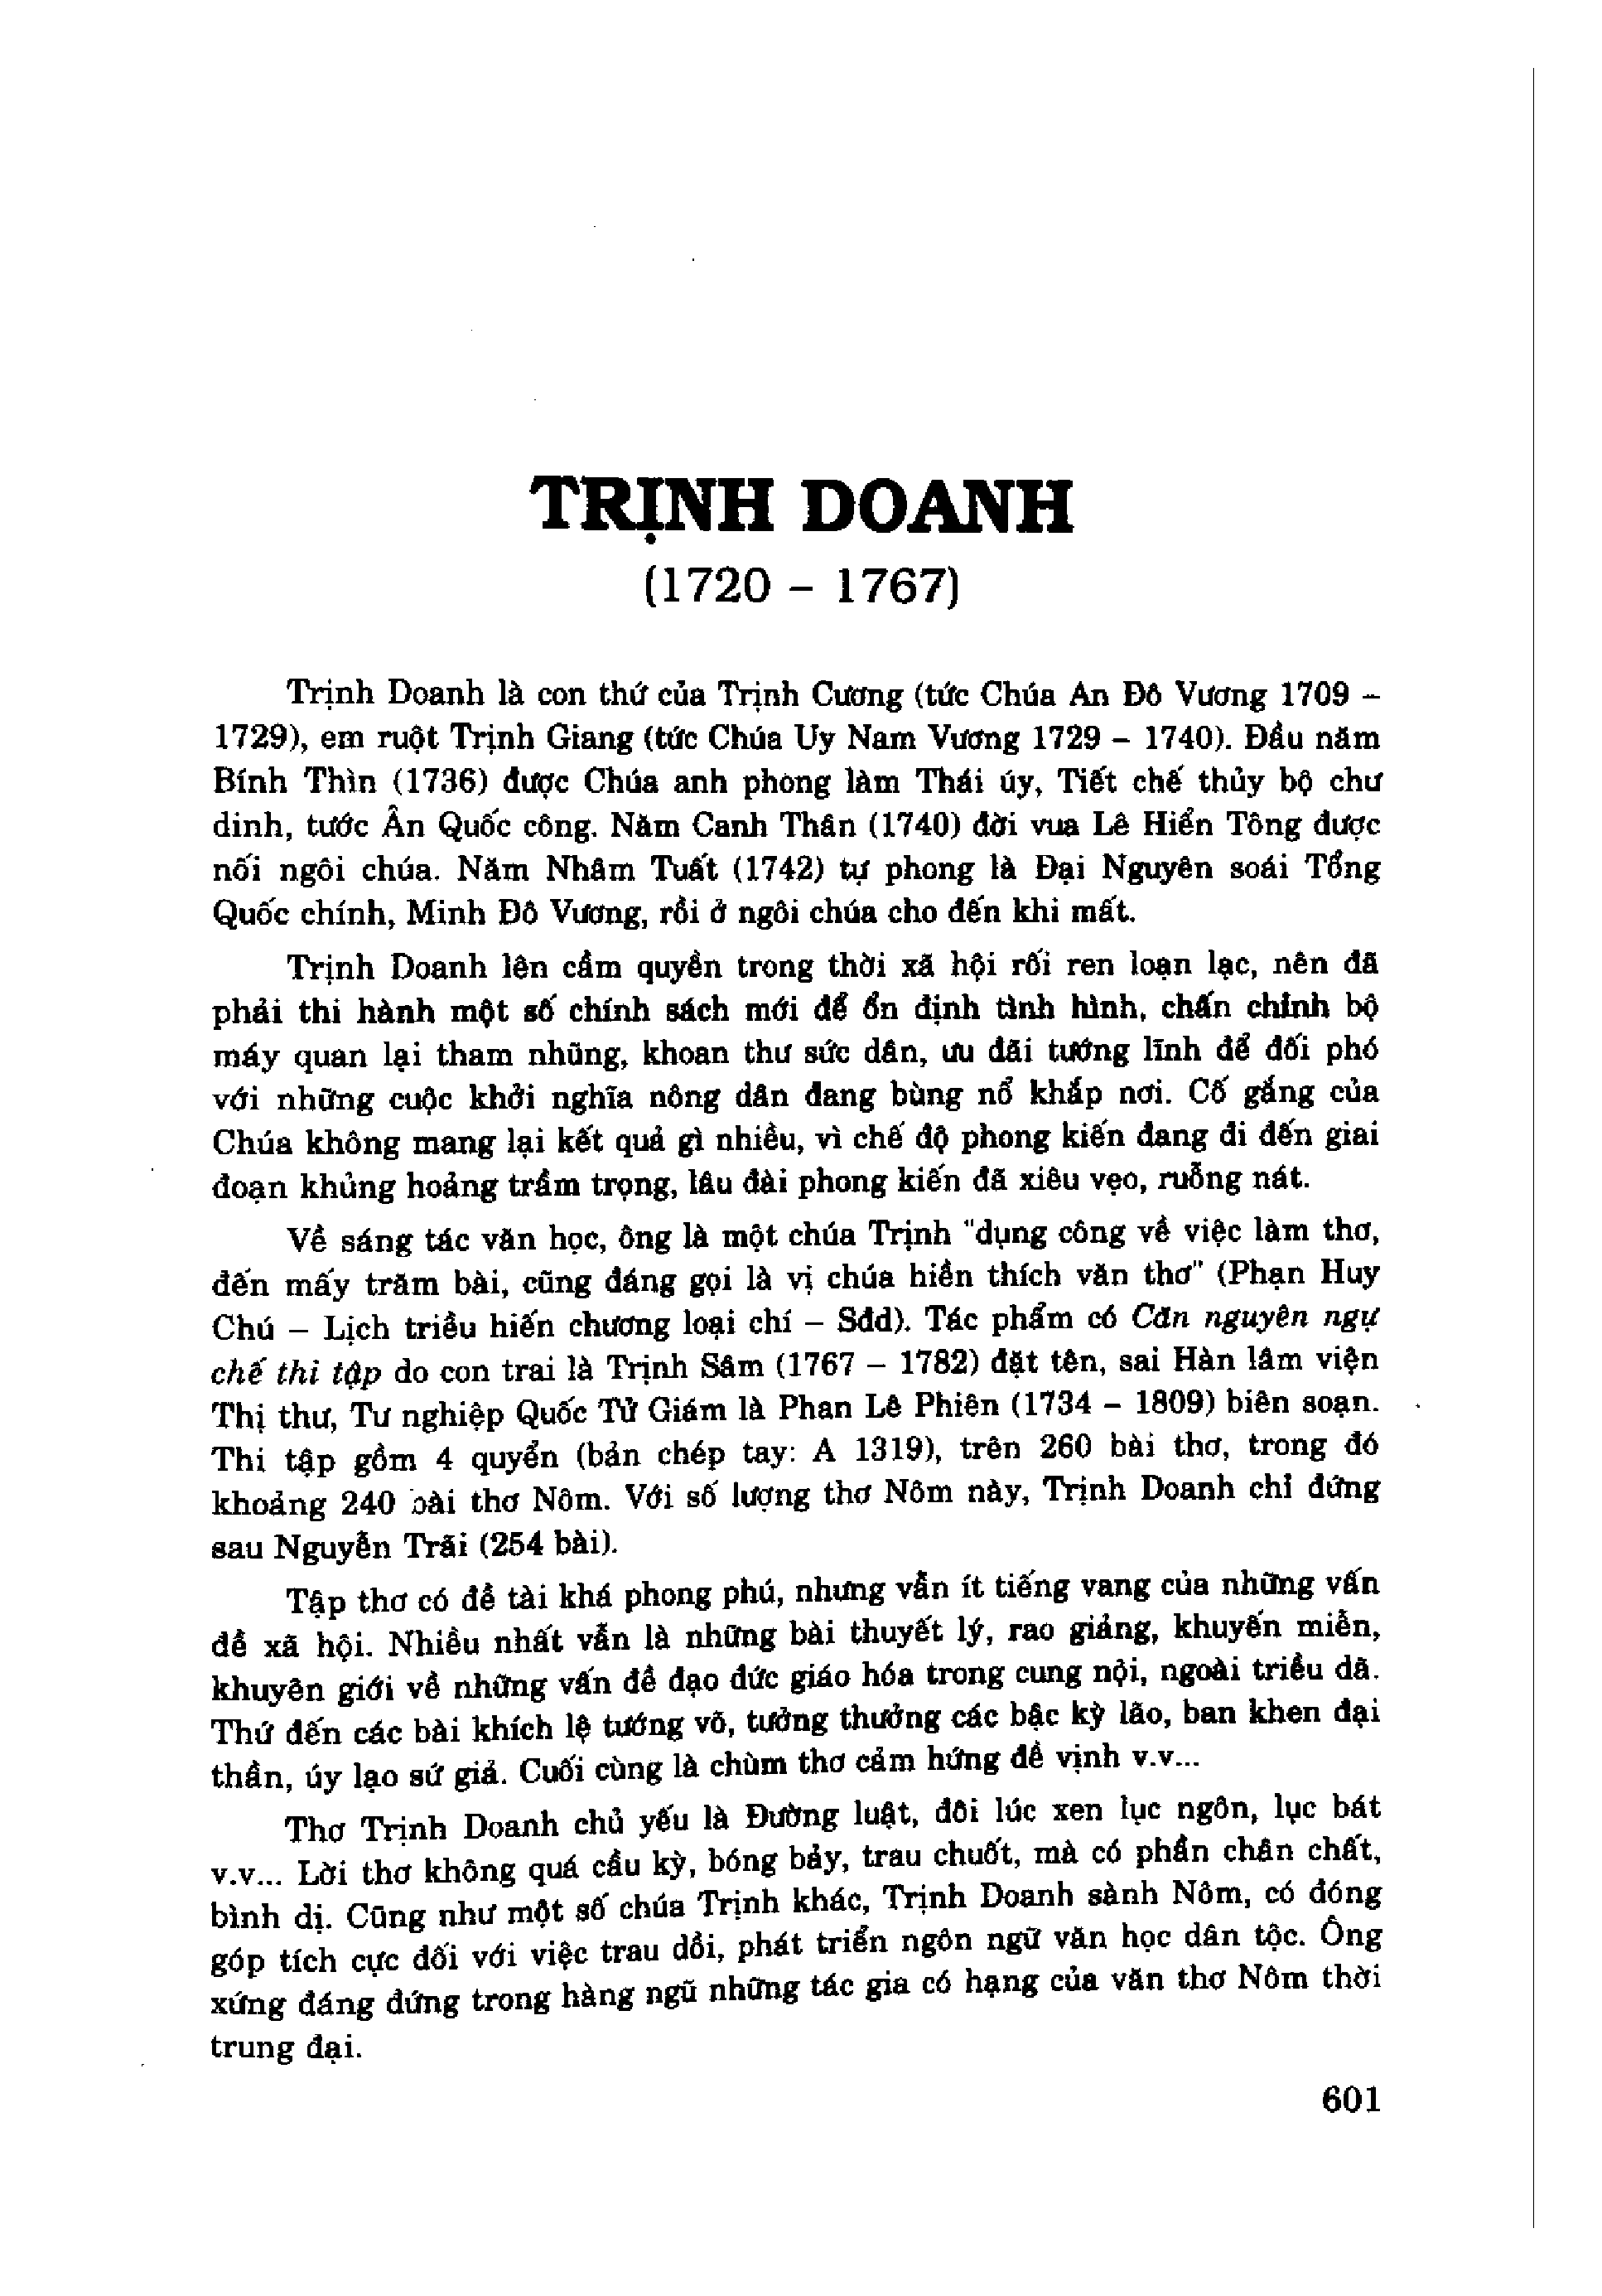 TRỊNH DOANH
(1720 – 1767)
Trịnh Doanh là con thứ của Trịnh Cương (tức Chúa An Đô Vương 1709 –
1729), em ruột Trịnh Giang (tức Chúa Uy Nam Vương 1729 – 1740). Đầu năm
Bính Thìn (1736) được Chúa anh phong làm Thái úy, Tiết chế thủy bộ chư
dinh, tước Ân Quốc công. Năm Canh Thân (1740) đời vua Lê Hiển Tông được
nối ngôi chúa. Năm Nhâm Tuất (1742) tự phong là Đại Nguyên soái Tổng
Quốc chính, Minh Đô Vương, rồi ở ngôi chúa cho đến khi mất.
Trịnh Doanh lên cầm quyền trong thời xã hội rối ren loạn lạc, nên đã
phải thi hành một số chính sách mới để ổn định tình hình, chấn chỉnh bộ
máy quan lại tham nhũng, khoan thư sức dân, ưu đãi tướng lĩnh để đối phó
với những cuộc khởi nghĩa nông dân đang bùng nổ khắp nơi. Cố gắng của
Chúa không mang lại kết quả gì nhiều, vì chế độ phong kiến đang đi đến giai
đoạn khủng hoảng trầm trọng, lâu đài phong kiến đã xiêu vẹo, ruỗng nát.
Về sáng tác văn học, ông là một chúa Trịnh "dụng công về việc làm thơ,
đến mấy trăm bài, cũng đáng gọi là vị chúa hiền thích văn thơ" (Phạn Huy
Chú – Lịch triều hiến chương loại chí – Sđd). Tác phẩm có Căn nguyên ngự
chế thi tập do con trai là Trịnh Sâm (1767 – 1782) đặt tên, sai Hàn lâm viện
Thị thư, Tư nghiệp Quốc Tử Giám là Phan Lê Phiên (1734 – 1809) biên soạn.
Thi tập gồm 4 quyển (bản chép tay: A 1319), trên 260 bài thơ, trong đó
khoảng 240 bài thơ Nôm. Với số lượng thơ Nôm này, Trịnh Doanh chỉ đứng
sau Nguyễn Trãi (254 bài).
Tập thơ có đề tài khá phong phú, nhưng vẫn ít tiếng vang của những vấn
đề xã hội. Nhiều nhất vẫn là những bài thuyết lý, rao giảng, khuyến miễn,
khuyên giới về những vấn đề đạo đức giáo hóa trong cung nội, ngoài triều dã.
Thứ đến các bài khích lệ tướng võ, tưởng thưởng các bậc kỳ lão, ban khen đại
thần, úy lạo sứ giả. Cuối cùng là chùm thơ cảm hứng đề vịnh v.v...
Thơ Trịnh Doanh chủ yếu là Đường luật, đôi lúc xen lục ngôn, lục bát
v.v... Lời thơ không quá cầu kỳ, bóng bảy, trau chuốt, mà có phần chân chất,
bình dị. Cũng như một số chúa Trịnh khác, Trịnh Doanh sành Nôm, có đóng
góp tích cực đối với việc trau dồi, phát triển ngôn ngữ văn học dân tộc. Ông
xứng đáng đứng trong hàng ngũ những tác gia có hạng của văn thơ Nôm thời
trung đại.
601